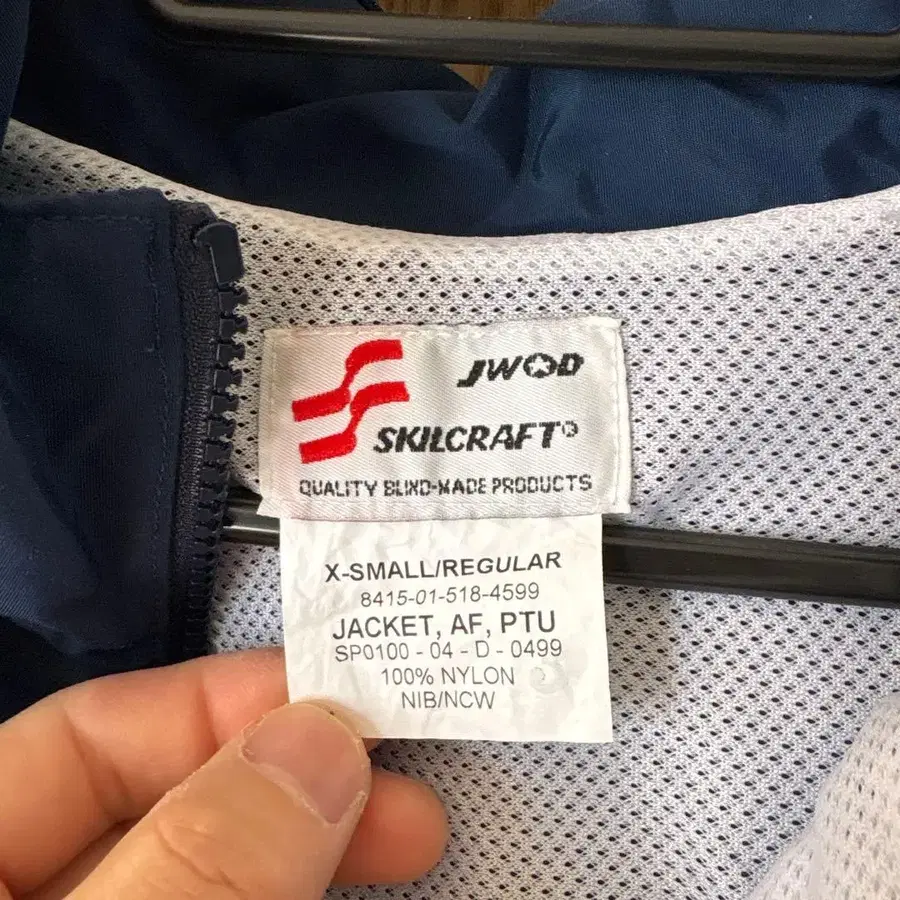 JWOD
SKILCRAFT®
QUALITY BLIND-MADE PRODUCTS
X-SMALL/REGULAR
8415-01-518-4599
JACKET, AF, PTU
SP0100 - 04 - D - 0499
100% NYLON
NIB/NCW